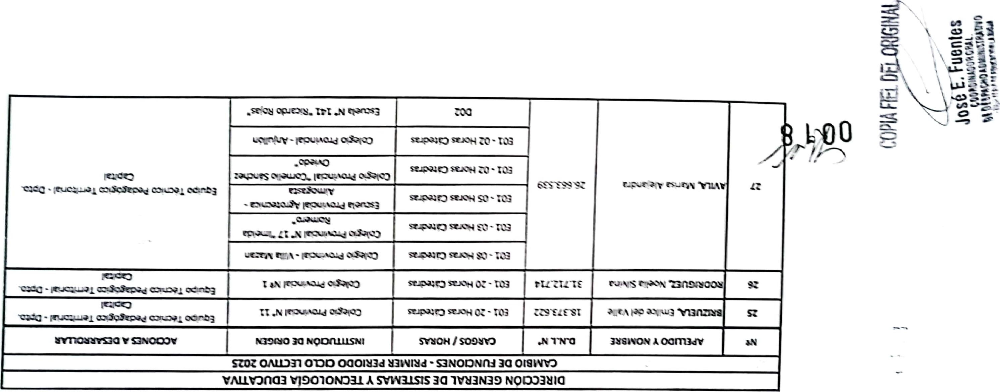 DIRECCIÓN GENERAL DE SISTEMAS Y TECNOLOGÍA EDUCATIVA
CAMBIO DE FUNCIONES - PRIMER PERIODO CICLO LECTIVO 2025
Nº APELLIDO Y NOMBRE D.N.I. N° CARGOS / HORAS INSTITUCIÓN DE ORIGEN ACCIONES A DESARROLLAR
25 BRIZUELA, Emilce del Valle 18.373.622 E01 - 20 Horas Cátedras Colegio Provincial N° 11 Equipo Técnico Pedagógico Territorial - Dpto.
Capital
26 RODRIGUEZ, Noelia Silvina 31.712.714 E01 - 20 Horas Cátedras Colegio Provincial Nº 1 Equipo Técnico Pedagógico Territorial - Dpto.
Capital
27 AVILA, Marisa Alejandra 26.663.539
E01 - 08 Horas Cátedras Colegio Provincial - Villa Mazan
E01 - 03 Horas Cátedras Colegio Provincial N° 17 "Imelda
Romero"
E01 - 05 Horas Cátedras Escuela Provincial Agrotecnica -
Aimogasta
E01 - 02 Horas Cátedras Colegio Provincial "Cornelio Sánchez
Oviedo"
E01 - 02 Horas Cátedras Colegio Provincial - Anjullón
D02 Escuela N° 141 "Ricardo Rojas"
Equipo Técnico Pedagógico Territorial - Dpto.
Capital
COPIA FIEL DEL ORIGINAL
José E. Fuentes
COORDINADOR GRAL.
DESPACHO ADMINISTRATIVO